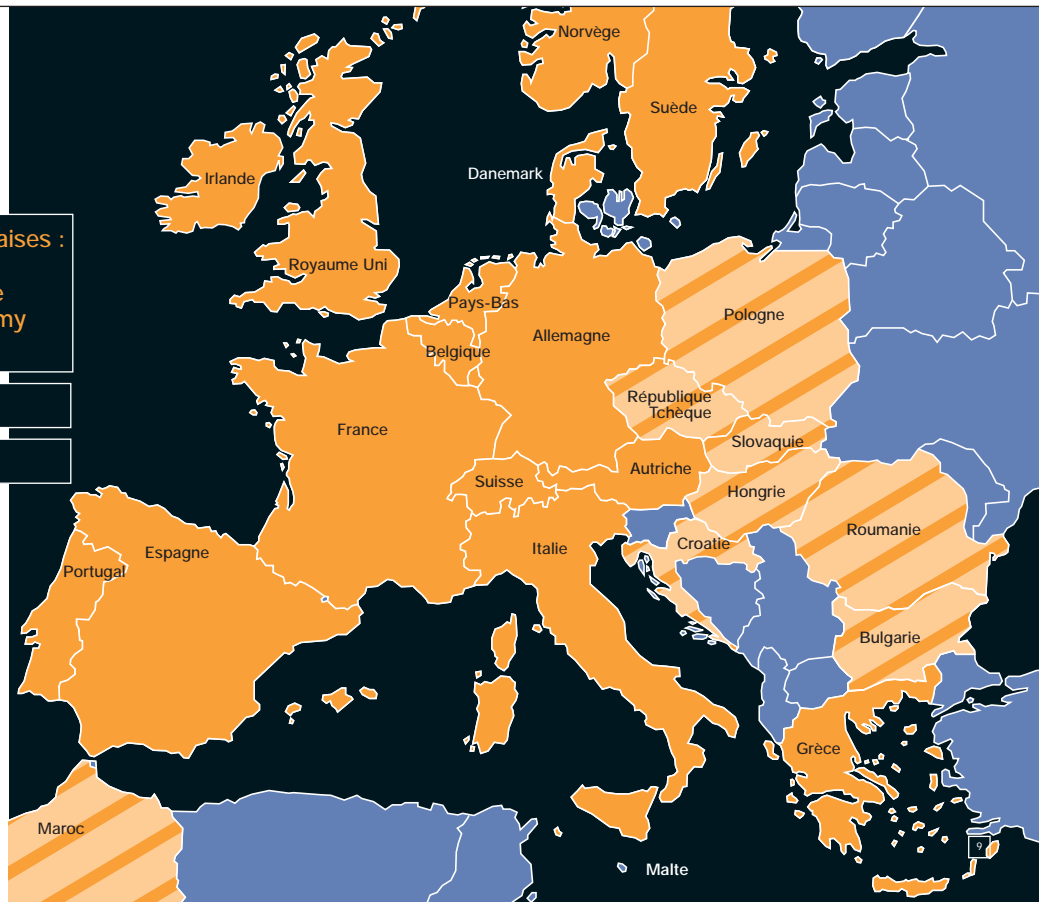 Norvège
Suède
Danemark
Irlande
aises :
Royaume Uni
Pays-Bas
Pologne
Allemagne
Belgique
République
Tchèque
France
Slovaquie
Autriche
Suisse
Hongrie
Roumanie
Croatie
Italie
Espagne
Portugal
Bulgarie
Grèce
Maroc
9
Malte